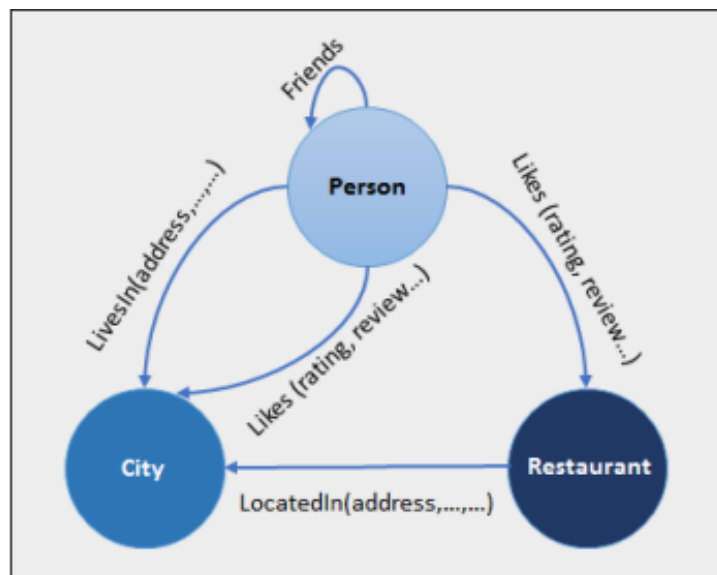 Friends
Person
LivesIn(address,...,...)
Likes (rating, review...)
Likes (rating, review...)
City
Restaurant
LocatedIn(address,...,...)